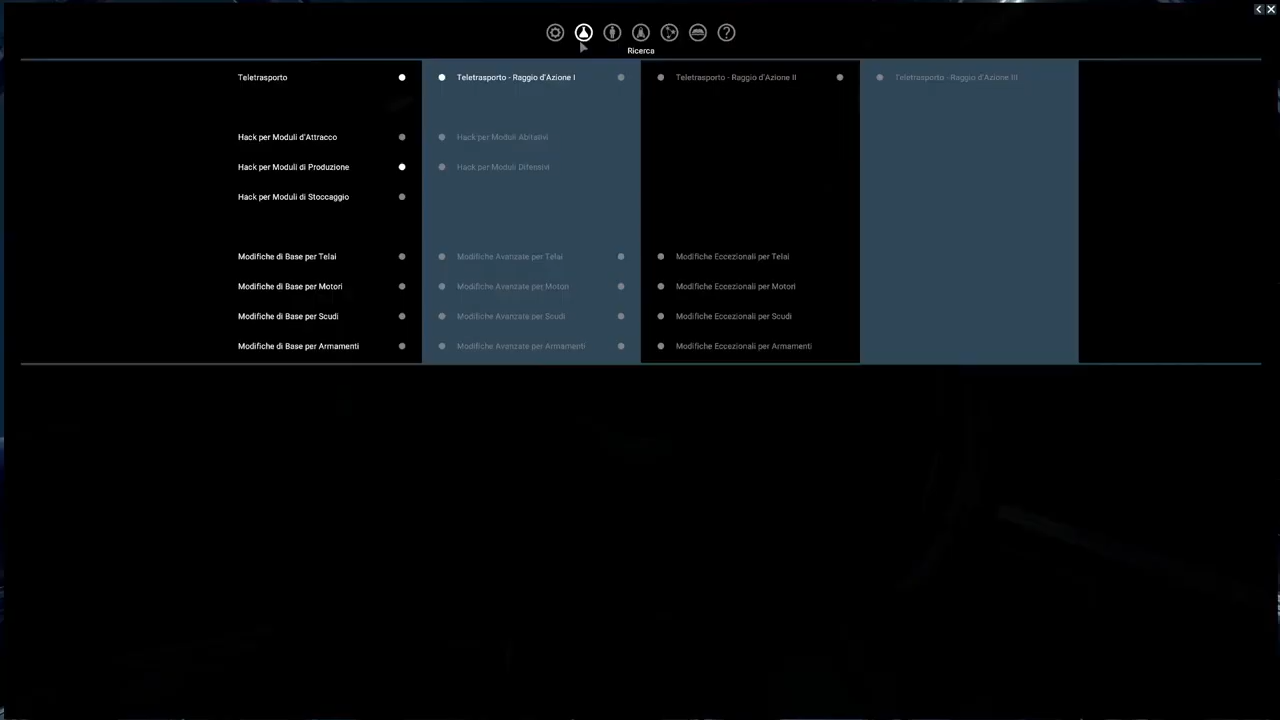 Ricerca
Teletrasporto
Teletrasporto - Raggio d'Azione I
Teletrasporto - Raggio d'Azione II
Teletrasporto - Raggio d'Azione III
Hack per Moduli d'Attracco
Hack per Moduli Abitativi
Hack per Moduli di Produzione
Hack per Moduli Difensivi
Hack per Moduli di Stoccaggio
Modifiche di Base per Telai
Modifiche Avanzate per Telai
Modifiche Eccezionali per Telai
Modifiche di Base per Motori
Modifiche Avanzate per Motori
Modifiche Eccezionali per Motori
Modifiche di Base per Scudi
Modifiche Avanzate per Scudi
Modifiche Eccezionali per Scudi
Modifiche di Base per Armamenti
Modifiche Avanzate per Armamenti
Modifiche Eccezionali per Armamenti